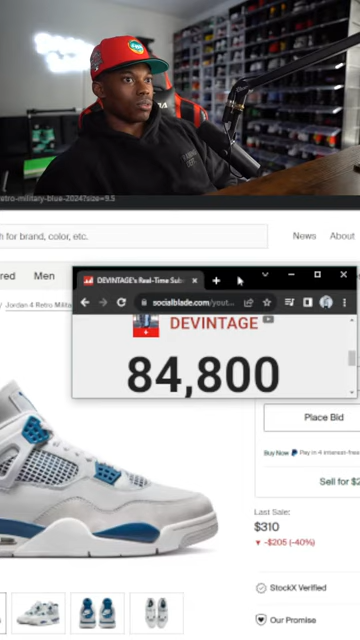 etro-military-blue-2024?size=9.5
h for brand, color, etc.
News About
red Men
/ Jordan 4 Retro Milita
DEVINTAGE's Real-Time Sub
socialblade.com/yout...
DEVINTAGE
84,800
Place Bid
Buy Now, Pay in 4 interest-free
Sell for $2
Last Sale:
$310
-$205 (-40%)
StockX Verified
Our Promise